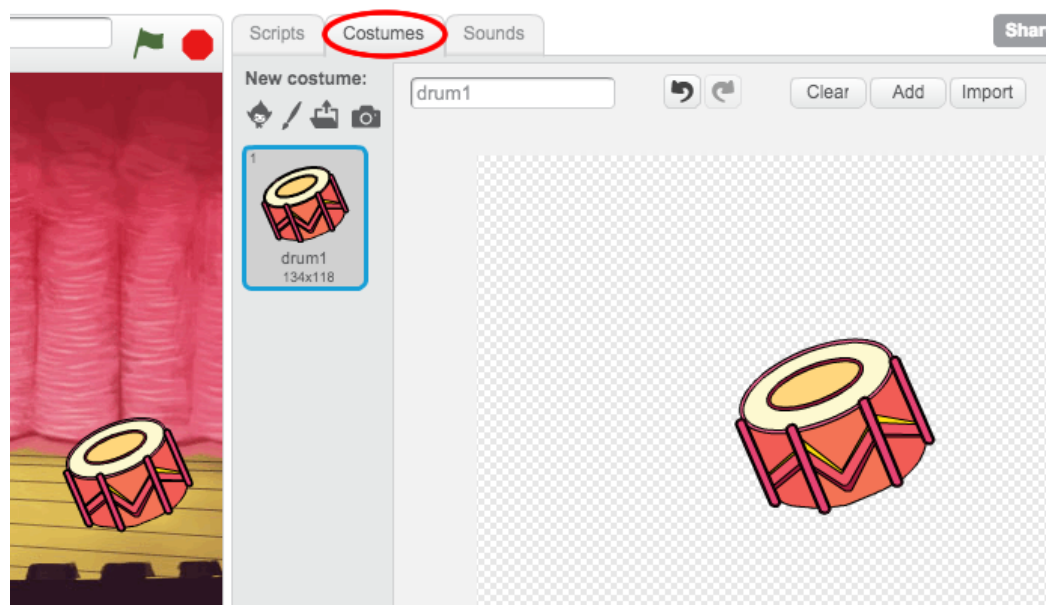 Scripts
Costumes
Sounds
Shar
New costume:
drum1
Clear
Add
Import
1
drum1
134x118